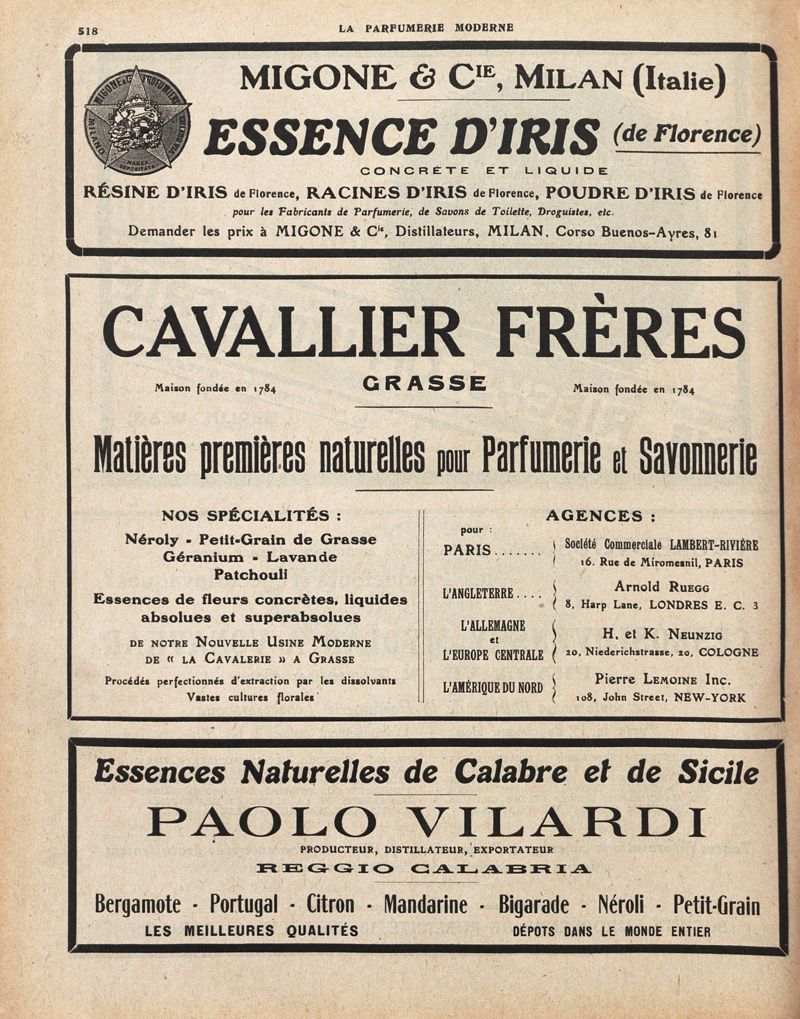 518
LA PARFUMERIE MODERNE
MIGONE & CIE, MILAN (Italie)
ESSENCE D'IRIS (de Florence)
CONCRÈTE ET LIQUIDE
RÉSINE D'IRIS de Florence, RACINES D'IRIS de Florence, POUDRE D'IRIS de Florence
pour les Fabricants de Parfumerie, de Savons de Toilette, Droguistes, etc.
Demander les prix à MIGONE & Cie, Distillateurs, MILAN, Corso Buenos-Ayres, 81
CAVALLIER FRÈRES
Maison fondée en 1784
GRASSE
Maison fondée en 1784
Matières premières naturelles pour Parfumerie et Savonnerie
NOS SPÉCIALITÉS :
Néroly - Petit-Grain de Grasse
Géranium - Lavande
Patchouli
Essences de fleurs concrètes, liquides
absolues et superabsolues
DE NOTRE NOUVELLE USINE MODERNE
DE « LA CAVALERIE » A GRASSE
Procédés perfectionnés d'extraction par les dissolvants
Vastes cultures florales
AGENCES :
pour :
PARIS....... Société Commerciale LAMBERT-RIVIÈRE
16, Rue de Miromesnil, PARIS
L'ANGLETERRE.... Arnold RUEGG
8, Harp Lane, LONDRES E. C. 3
L'ALLEMAGNE
et
L'EUROPE CENTRALE
H. et K. NEUNZIG
20, Niederichstrasse, 20, COLOGNE
L'AMÉRIQUE DU NORD
Pierre LEMOINE Inc.
108, John Street, NEW-YORK
Essences Naturelles de Calabre et de Sicile
PAOLO VILARDI
PRODUCTEUR, DISTILLATEUR, EXPORTATEUR
REGGIO CALABRIA
Bergamote - Portugal - Citron - Mandarine - Bigarade - Néroli - Petit-Grain
LES MEILLEURES QUALITÉS
DÉPOTS DANS LE MONDE ENTIER